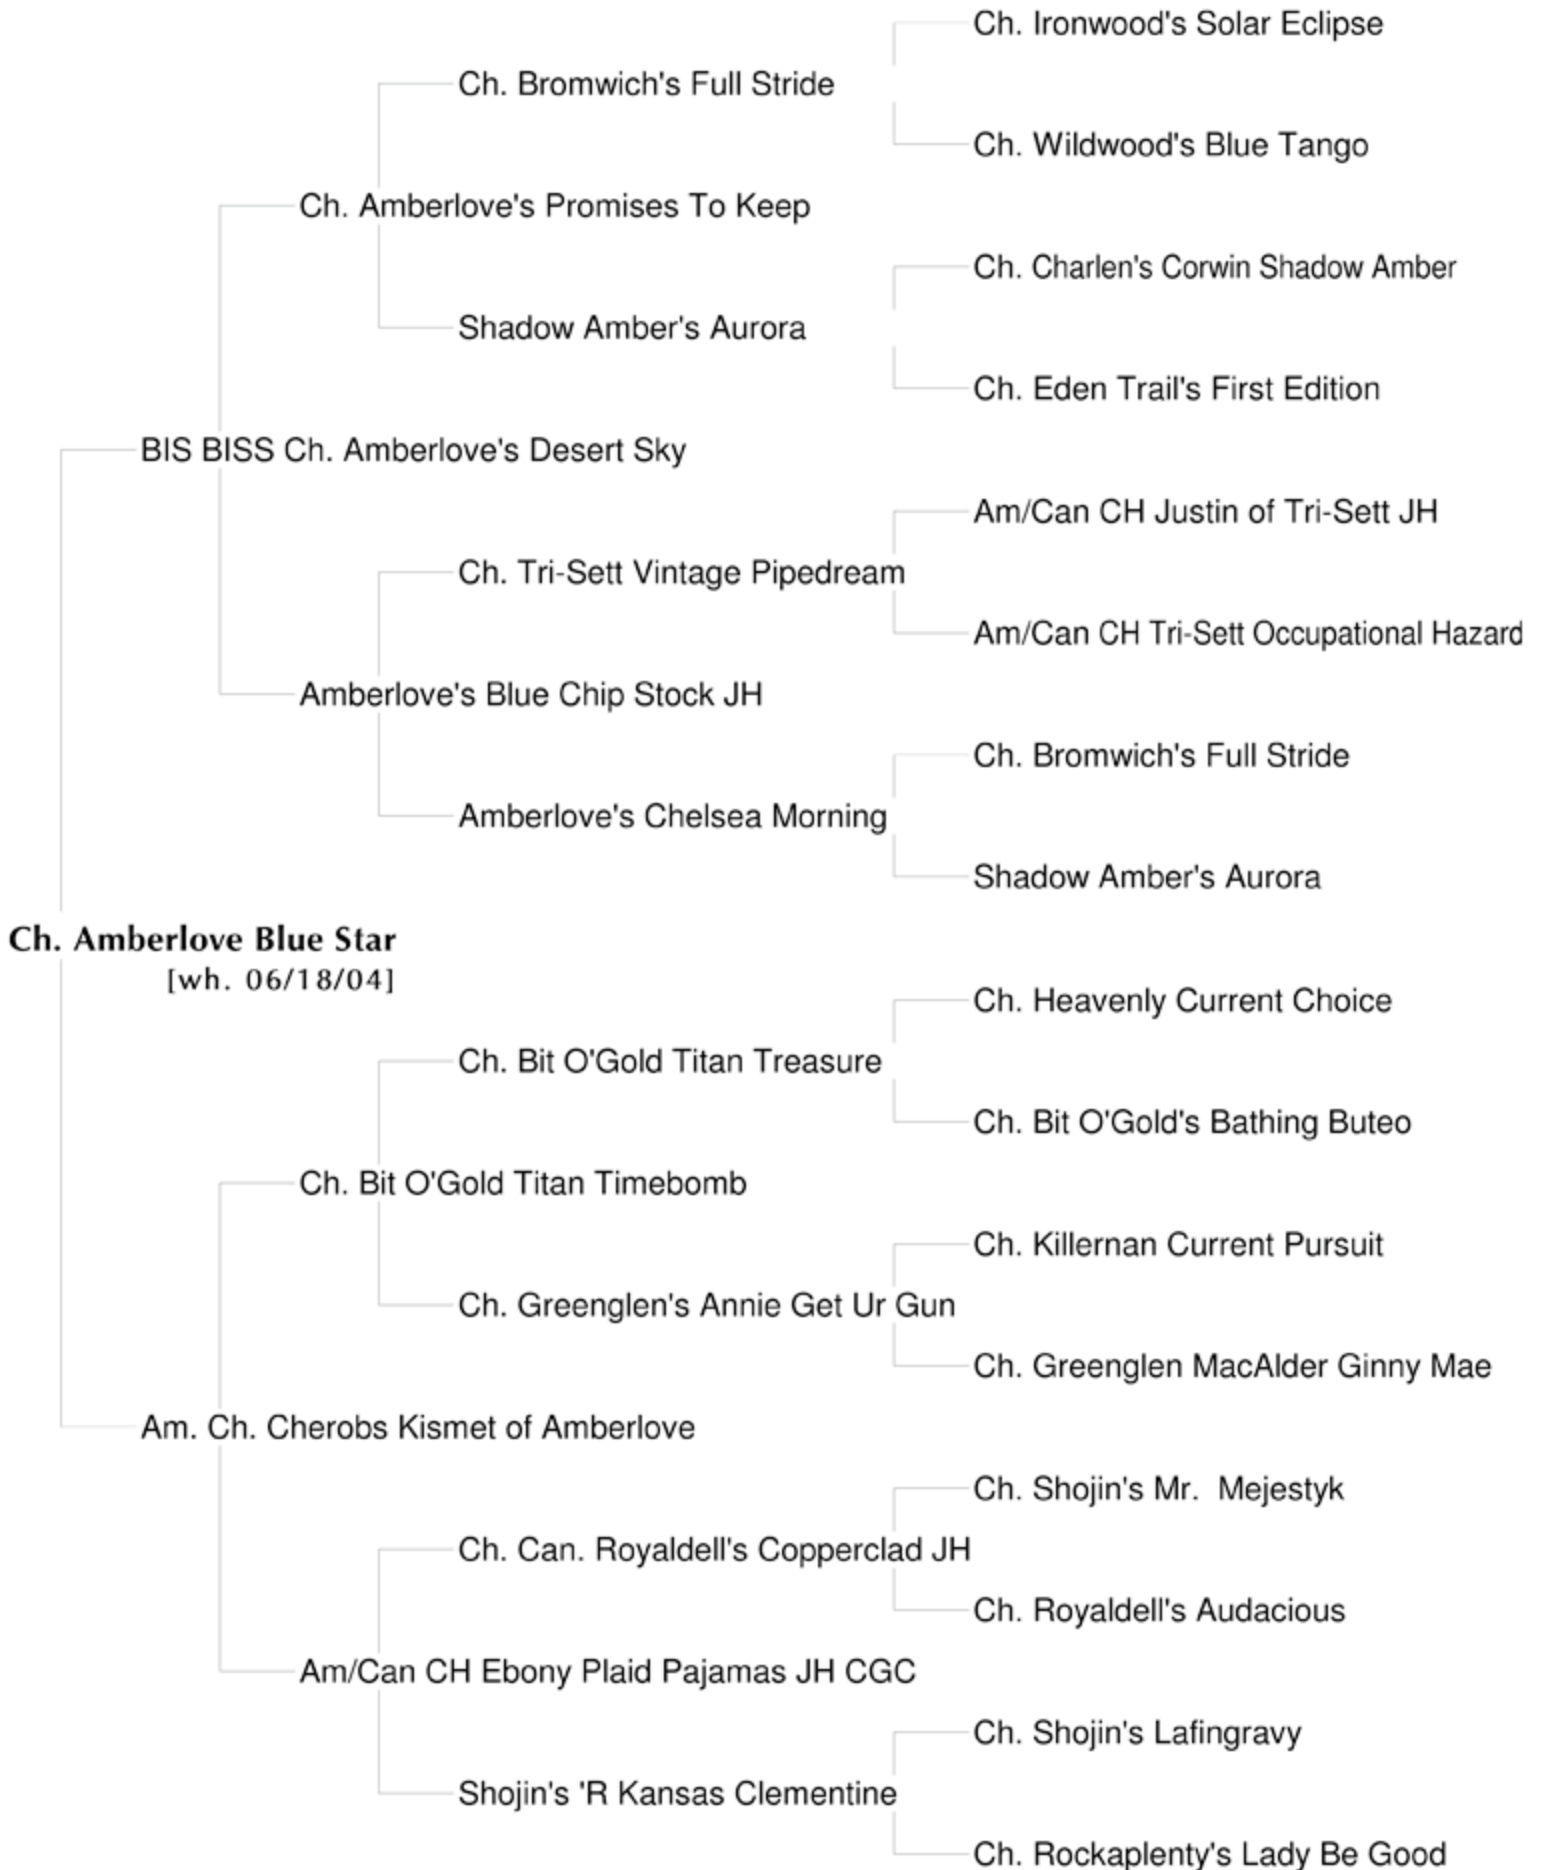 Ch. Ironwood's Solar Eclipse
Ch. Bromwich's Full Stride
Ch. Wildwood's Blue Tango
Ch. Amberlove's Promises To Keep
Ch. Charlen's Corwin Shadow Amber
Shadow Amber's Aurora
Ch. Eden Trail's First Edition
BIS BISS Ch. Amberlove's Desert Sky
Am/Can CH Justin of Tri-Sett JH
Ch. Tri-Sett Vintage Pipedream
Am/Can CH Tri-Sett Occupational Hazard
Amberlove's Blue Chip Stock JH
Ch. Bromwich's Full Stride
Amberlove's Chelsea Morning
Shadow Amber's Aurora
Ch. Amberlove Blue Star
[wh. 06/18/04]
Ch. Heavenly Current Choice
Ch. Bit O'Gold Titan Treasure
Ch. Bit O'Gold's Bathing Buteo
Ch. Bit O'Gold Titan Timebomb
Ch. Killernan Current Pursuit
Ch. Greenglen's Annie Get Ur Gun
Ch. Greenglen MacAlder Ginny Mae
Am. Ch. Cherobs Kismet of Amberlove
Ch. Shojin's Mr.  Mejestyk
Ch. Can. Royaldell's Copperclad JH
Ch. Royaldell's Audacious
Am/Can CH Ebony Plaid Pajamas JH CGC
Ch. Shojin's Lafingravy
Shojin's 'R Kansas Clementine
Ch. Rockaplenty's Lady Be Good